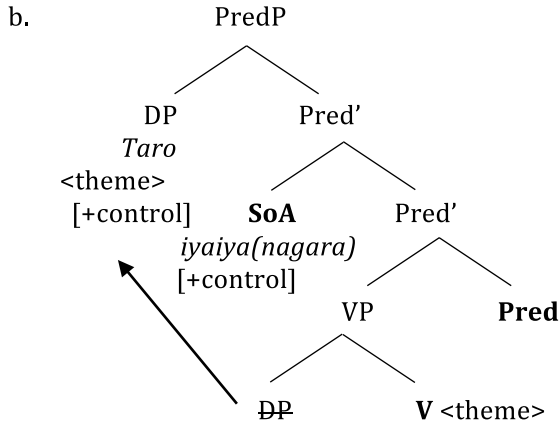 b. PredP
DP Pred’
Taro
<theme>
[+control] SoA Pred’
iyaiya(nagara)
[+control]
VP Pred
DP V <theme>